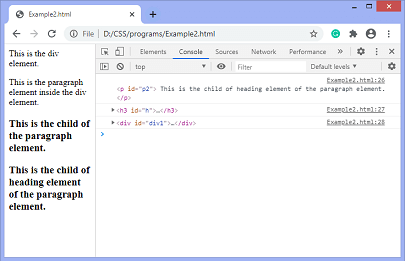 Example2.html
File | D:/CSS/programs/Example2.html
Elements Console Sources Network Performance »
top Filter Default levels
This is the div
element.
This is the paragraph
element inside the div
element.
This is the child of
the paragraph
element.
This is the child of
heading element
of the paragraph
element.
Example2.html:26
<p id="p2"> This is the child of heading element of the paragraph element.
</p>
<h3 id="h">…</h3> Example2.html:27
<div id="div1">…</div> Example2.html:28